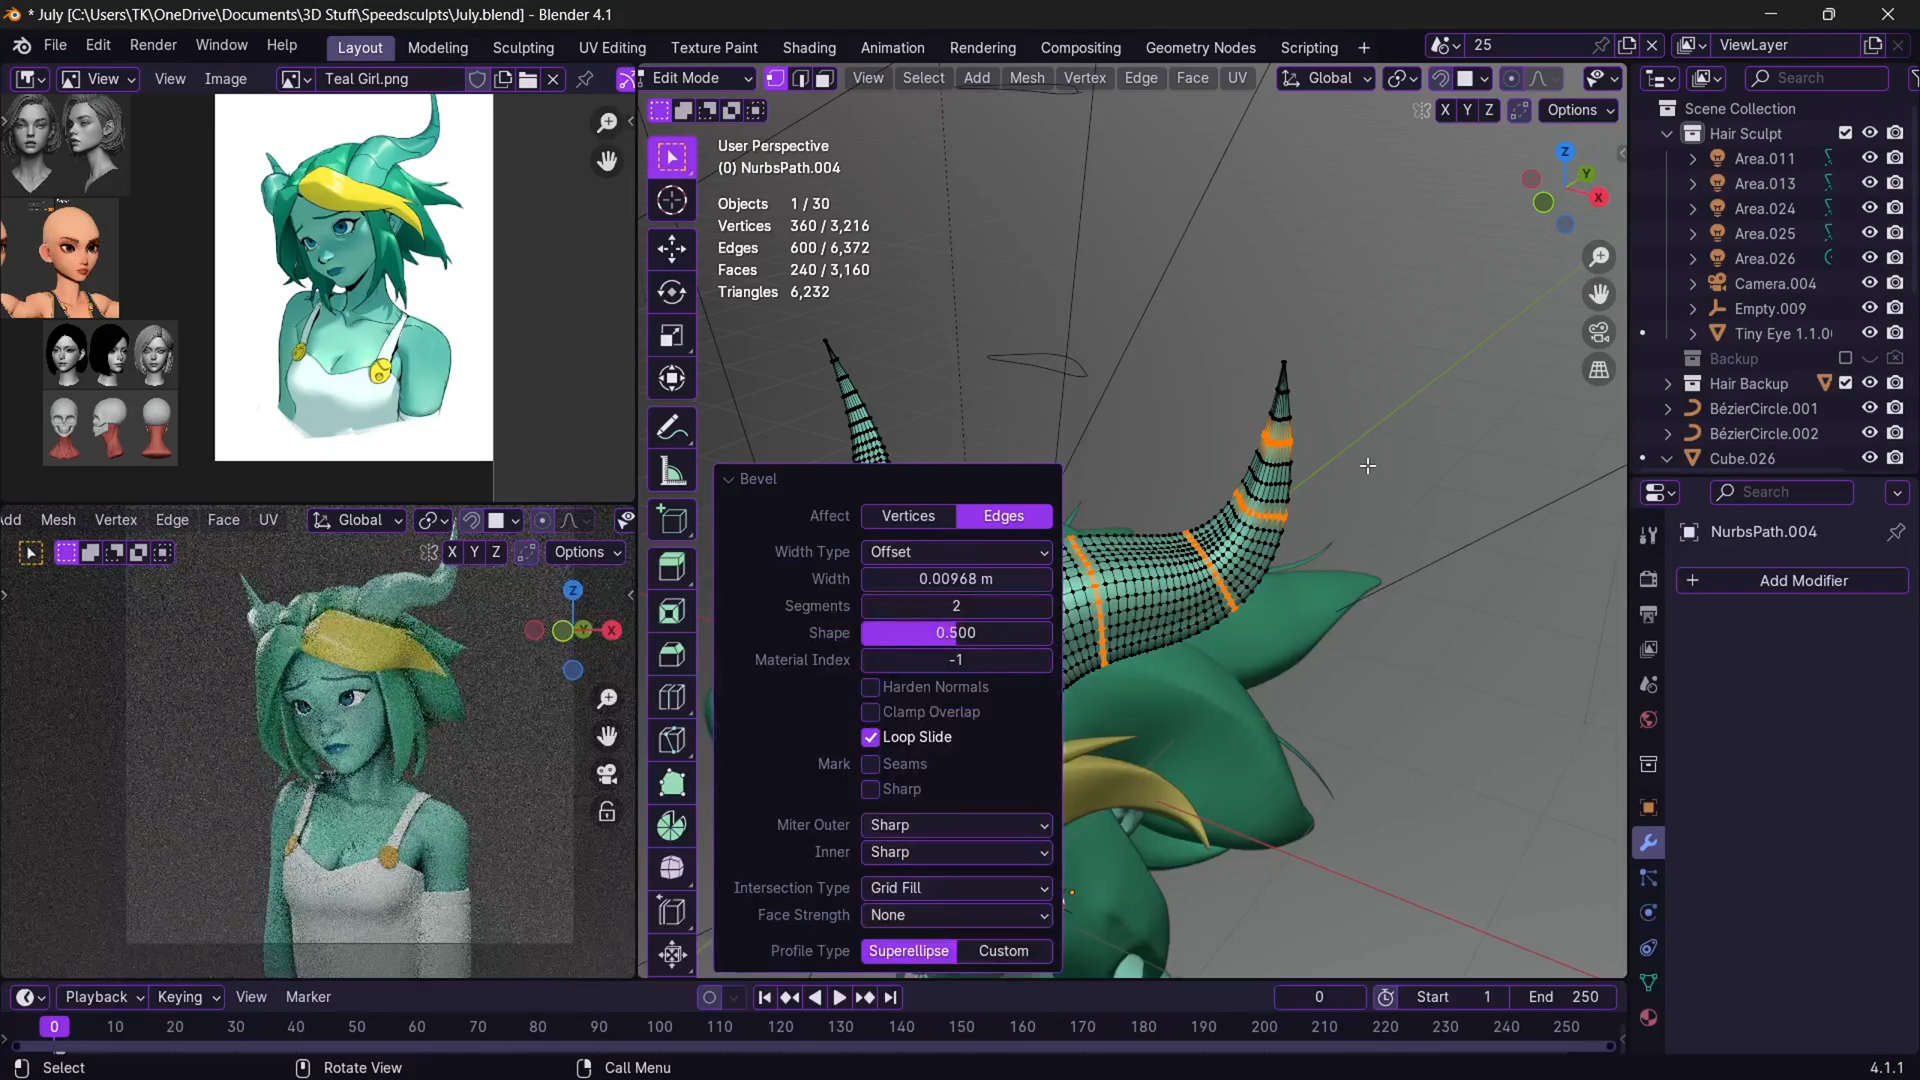 * July [C:\Users\TK\OneDrive\Documents\3D Stuff\Speedsculpts\July.blend] - Blender 4.1
File Edit Render Window Help Layout Modeling Sculpting UV Editing Texture Paint Shading Animation Rendering Compositing Geometry Nodes Scripting + 25 ViewLayer
View View Image Teal Girl.png Edit Mode View Select Add Mesh Vertex Edge Face UV Global Search
X Y Z Options
User Perspective
(0) NurbsPath.004
Objects 1 / 30
Vertices 360 / 3,216
Edges 600 / 6,372
Faces 240 / 3,160
Triangles 6,232
Z
Y
X
Bevel
Affect Vertices Edges
Width Type Offset
Width 0.00968 m
Segments 2
Shape 0.500
Material Index -1
Harden Normals
Clamp Overlap
Loop Slide
Mark Seams
Sharp
Miter Outer Sharp
Inner Sharp
Intersection Type Grid Fill
Face Strength None
Profile Type Superellipse Custom
dd Mesh Vertex Edge Face UV Global
X Y Z Options
Z
Y
X
Scene Collection
Hair Sculpt
Area.011
Area.013
Area.024
Area.025
Area.026
Camera.004
Empty.009
Tiny Eye 1.1.0
Backup
Hair Backup
BézierCircle.001
BézierCircle.002
Cube.026
Search
NurbsPath.004
+ Add Modifier
Playback Keying View Marker 0 Start 1 End 250
0 10 20 30 40 50 60 70 80 90 100 110 120 130 140 150 160 170 180 190 200 210 220 230 240 250
Select Rotate View Call Menu 4.1.1